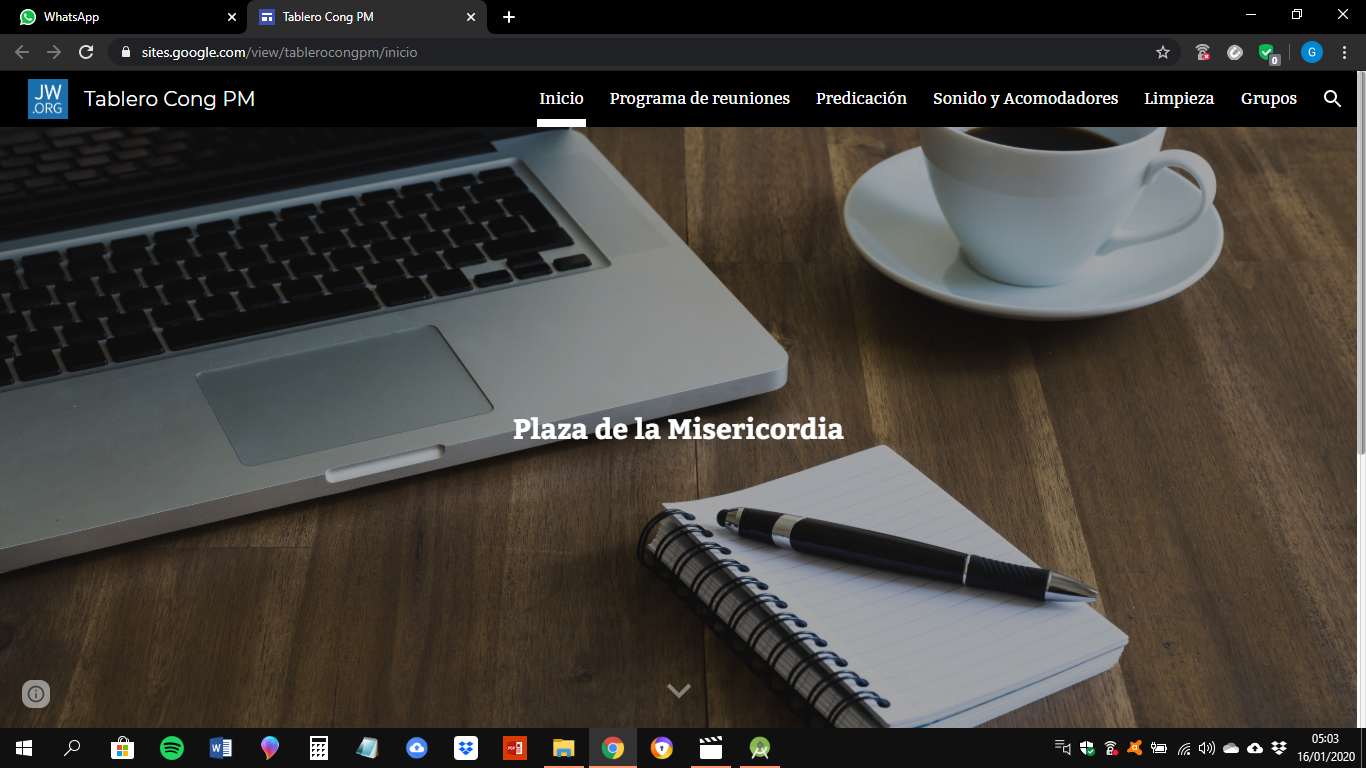 WhatsApp
Tablero Cong PM
sites.google.com/view/tablerocongpm/inicio
G
0
JW
.ORG
Tablero Cong PM
Inicio
Programa de reuniones
Predicación
Sonido y Acomodadores
Limpieza
Grupos
Plaza de la Misericordia
05:03
16/01/2020